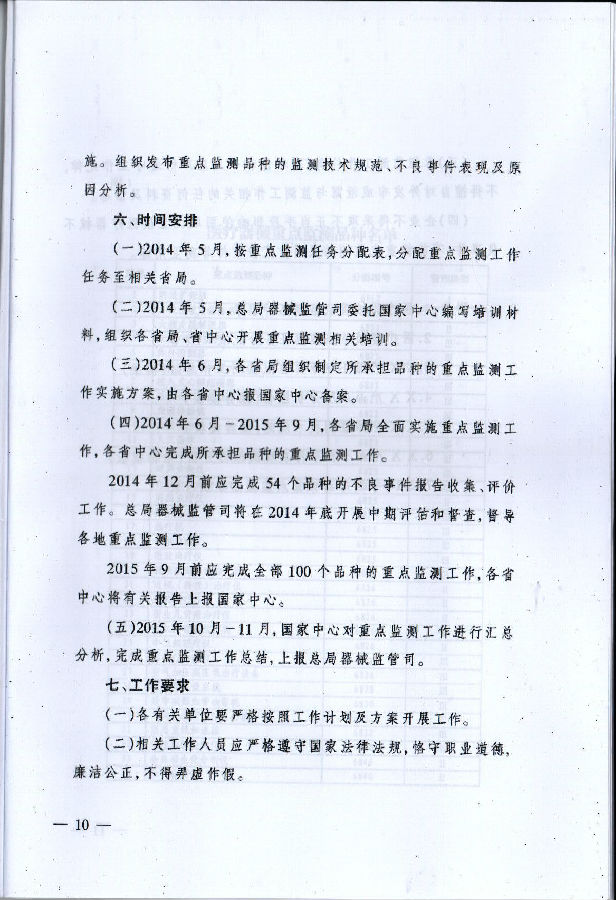 施。组织发布重点监测品种的监测技术规范、不良事件表现及原
因分析。
六、时间安排
(一)2014年5月,按重点监测任务分配表,分配重点监测工作
任务至相关省局。
(二)2014年5月,总局器械监管司委托国家中心编写培训材
料,组织各省局、省中心开展重点监测相关培训。
(三)2014年6月,各省局组织制定所承担品种的重点监测工
作实施方案,由各省中心报国家中心备案。
(四)2014年6月-2015年9月,各省局全面实施重点监测工
作,各省中心完成所承担品种的重点监测工作。
2014年12月前应完成54个品种的不良事件报告收集、评价
工作。总局器械监管司将在2014年底开展中期评估和督查,督导
各地重点监测工作。
2015年9月前应完成全部100个品种的重点监测工作,各省
中心将有关报告上报国家中心。
(五)2015年10月-11月,国家中心对重点监测工作进行汇总
分析,完成重点监测工作总结,上报总局器械监管司。
七、工作要求
(一)各有关单位要严格按照工作计划及方案开展工作。
(二)相关工作人员应严格遵守国家法律法规,恪守职业道德,
廉洁公正,不得弄虚作假。
— 10 —